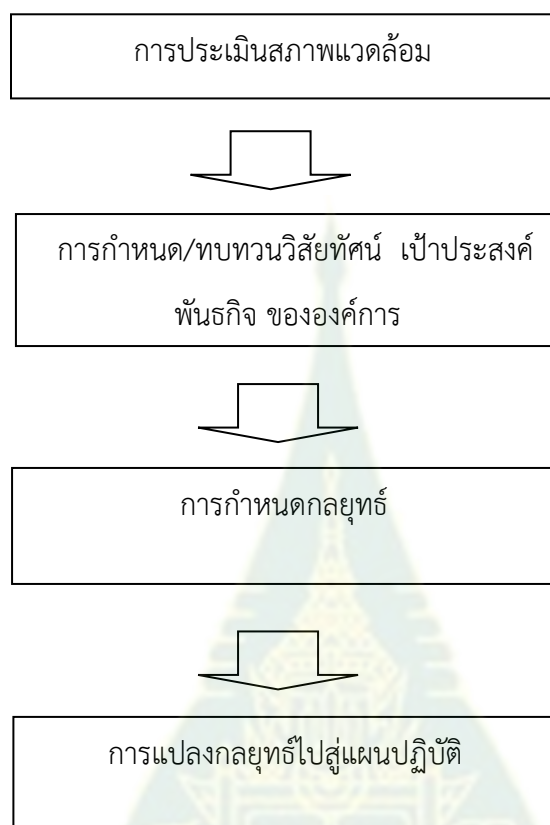 การประเมินสภาพแวดล้อม
การกำหนด/ทบทวนวิสัยทัศน์ เป้าประสงค์
พันธกิจ ขององค์การ
การกำหนดกลยุทธ์
การแปลงกลยุทธ์ไปสู่แผนปฏิบัติ